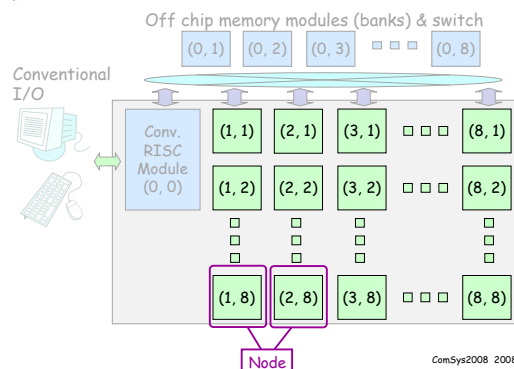 Off chip memory modules (banks) & switch
(0, 1) (0, 2) (0, 3) (0, 8)
Conventional
I/O
Conv.
RISC
Module
(0, 0)
(1, 1) (2, 1) (3, 1) (8, 1)
(1, 2) (2, 2) (3, 2) (8, 2)
(1, 8) (2, 8) (3, 8) (8, 8)
Node
ComSys2008 2008